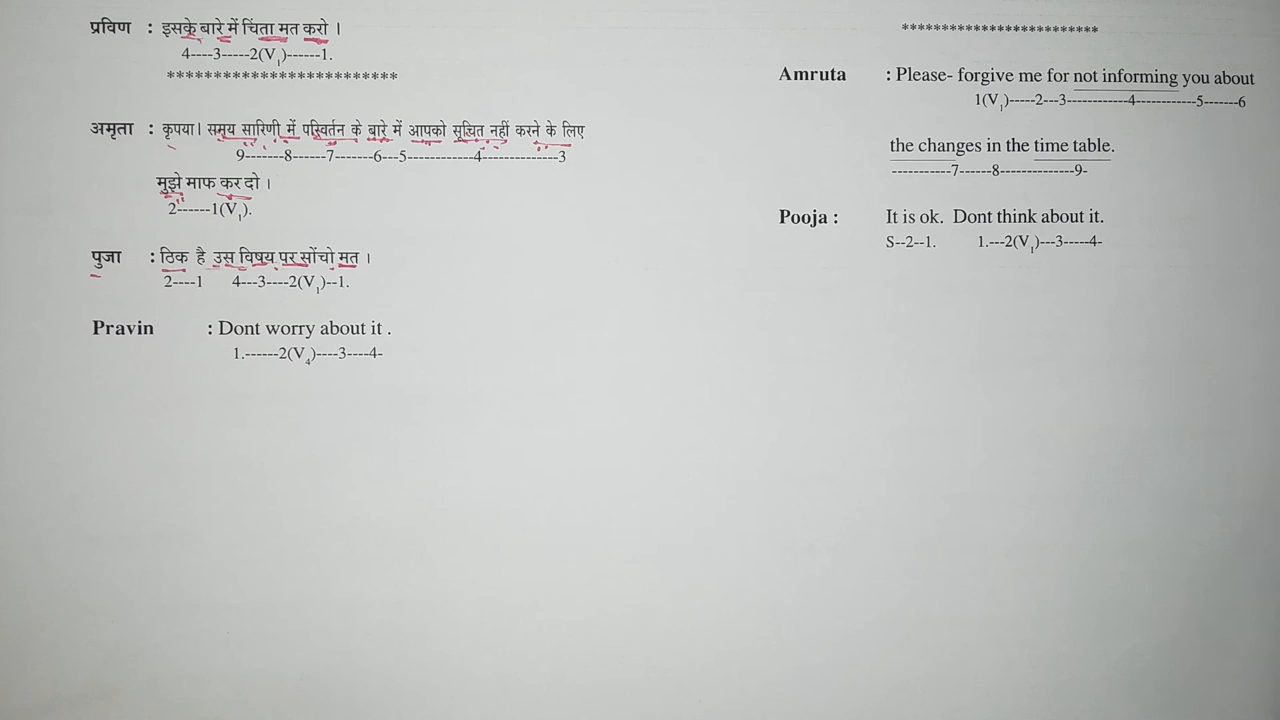 प्रविण : इसके बारे में चिंता मत करो ।
4----3-----2(V1)------1.
*************************
अमृता : कृपया। समय सारिणी में परिवर्तन के बारे में आपको सूचित नहीं करने के लिए
9-------8------7-------6---5------------4--------------3
मुझे माफ कर दो ।
2------1(V1).
पुजा : ठिक है उस विषय पर सोंचो मत ।
2----1 4---3----2(V1)--1.
Pravin : Dont worry about it .
1.------2(V4)----3----4-
*************************
Amruta : Please- forgive me for not informing you about
1(V1)-----2---3------------4------------5-------6
the changes in the time table.
-----------7------8--------------9-
Pooja : It is ok. Dont think about it.
S--2--1. 1.---2(V1)---3-----4-